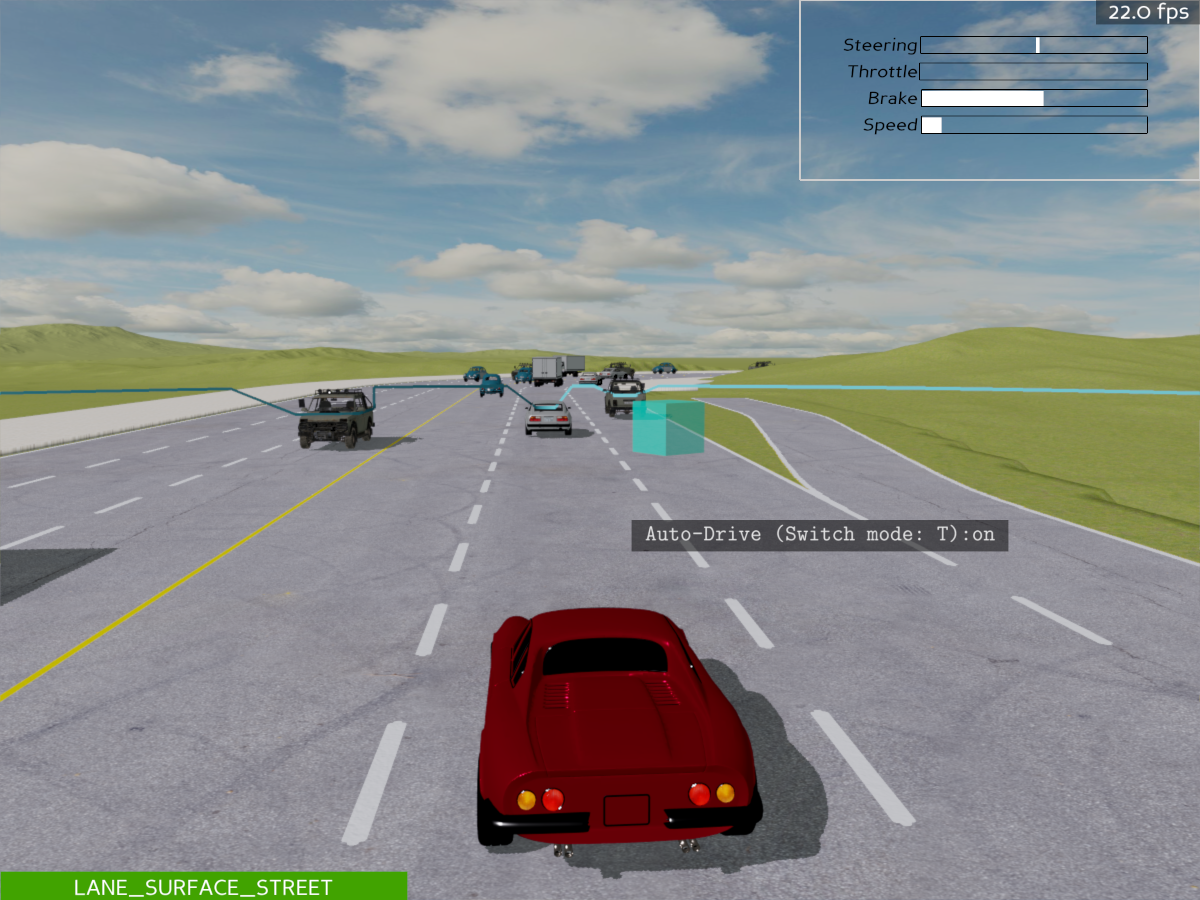 22.0 fps
Steering
Throttle
Brake
Speed
Auto-Drive (Switch mode: T):on
LANE_SURFACE_STREET